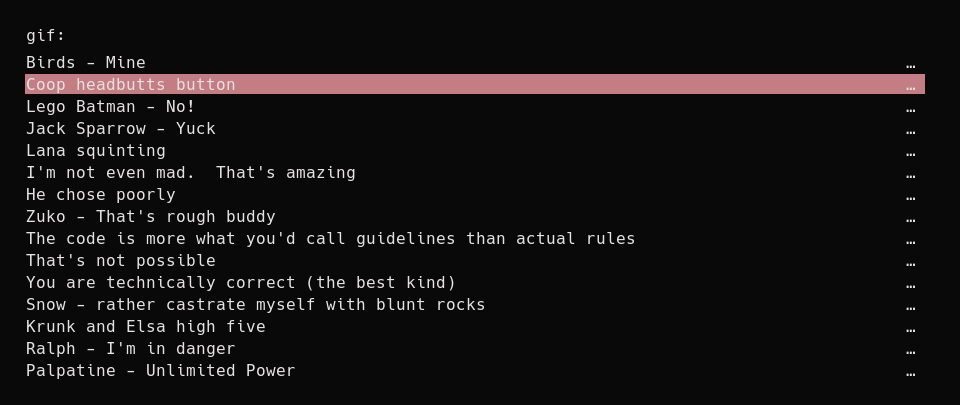 gif:
Birds – Mine …
Coop headbutts button …
Lego Batman – No! …
Jack Sparrow – Yuck …
Lana squinting …
I'm not even mad.  That's amazing …
He chose poorly …
Zuko – That's rough buddy …
The code is more what you'd call guidelines than actual rules …
That's not possible …
You are technically correct (the best kind) …
Snow – rather castrate myself with blunt rocks …
Krunk and Elsa high five …
Ralph – I'm in danger …
Palpatine – Unlimited Power …